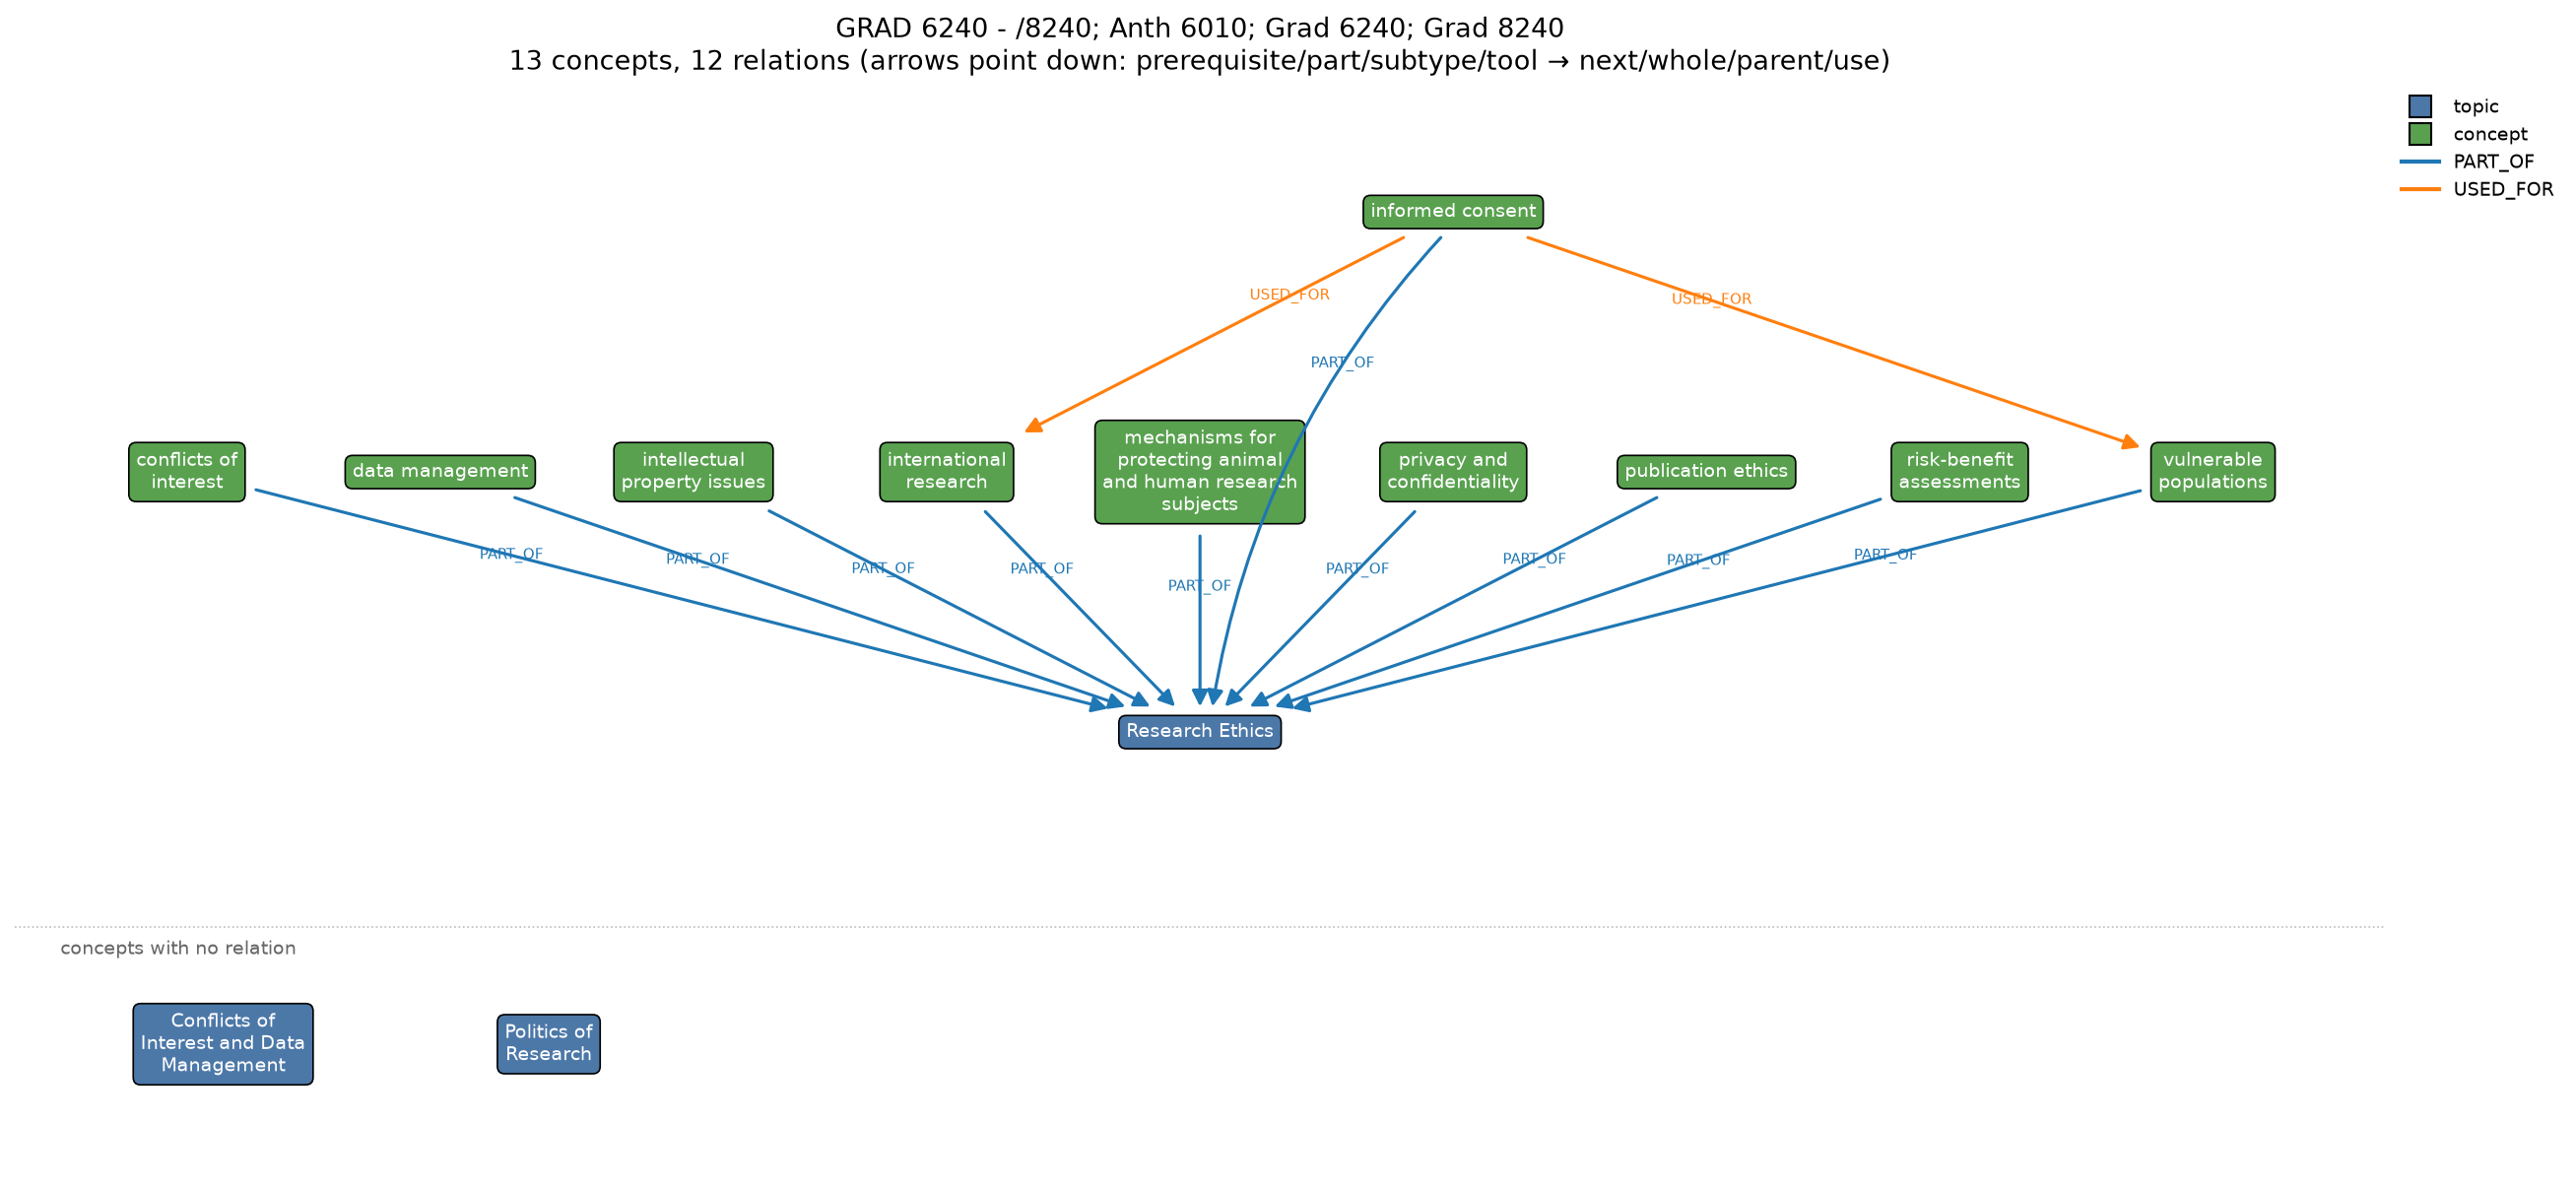 GRAD 6240 - /8240; Anth 6010; Grad 6240; Grad 8240
13 concepts, 12 relations (arrows point down: prerequisite/part/subtype/tool → next/whole/parent/use)
topic
concept
PART_OF
USED_FOR
informed consent
USED_FOR
USED_FOR
PART_OF
conflicts of
interest
data management
intellectual
property issues
international
research
mechanisms for
protecting animal
and human research
subjects
privacy and
confidentiality
publication ethics
risk-benefit
assessments
vulnerable
populations
PART_OF
PART_OF
PART_OF
PART_OF
PART_OF
PART_OF
PART_OF
PART_OF
PART_OF
Research Ethics
concepts with no relation
Conflicts of
Interest and Data
Management
Politics of
Research